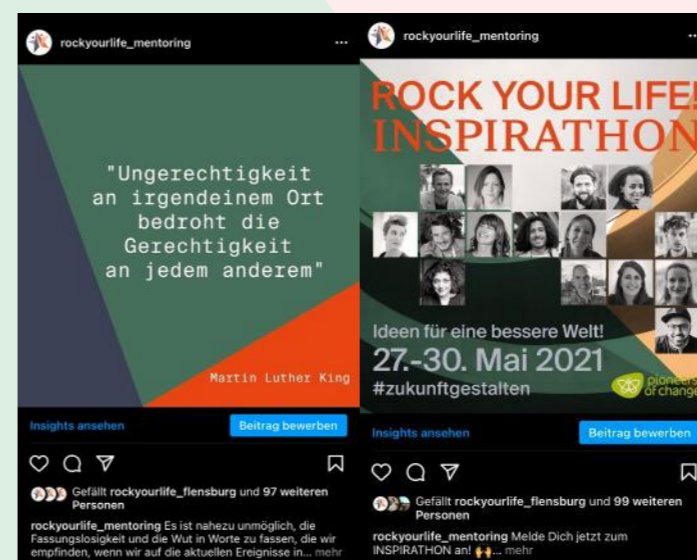 rockyourlife_mentoring ...
"Ungerechtigkeit
an irgendeinem Ort
bedroht die
Gerechtigkeit
an jedem anderem"
Martin Luther King
Insights ansehen
Beitrag bewerben
Gefällt rockyourlife_flensburg und 97 weiteren
Personen
rockyourlife_mentoring Es ist nahezu unmöglich, die
Fassungslosigkeit und die Wut in Worte zu fassen, die wir
empfinden, wenn wir auf die aktuellen Ereignisse in... mehr
rockyourlife_mentoring
ROCK YOUR LIFE!
INSPIRATHON
Ideen für eine bessere Welt!
27.-30. Mai 2021
#zukunftgestalten
pioneers
of change
Insights ansehen
Beitrag bewerben
Gefällt rockyourlife_flensburg und 99 weiteren
Personen
rockyourlife_mentoring Melde Dich jetzt zum
INSPIRATHON an! 🙌... mehr